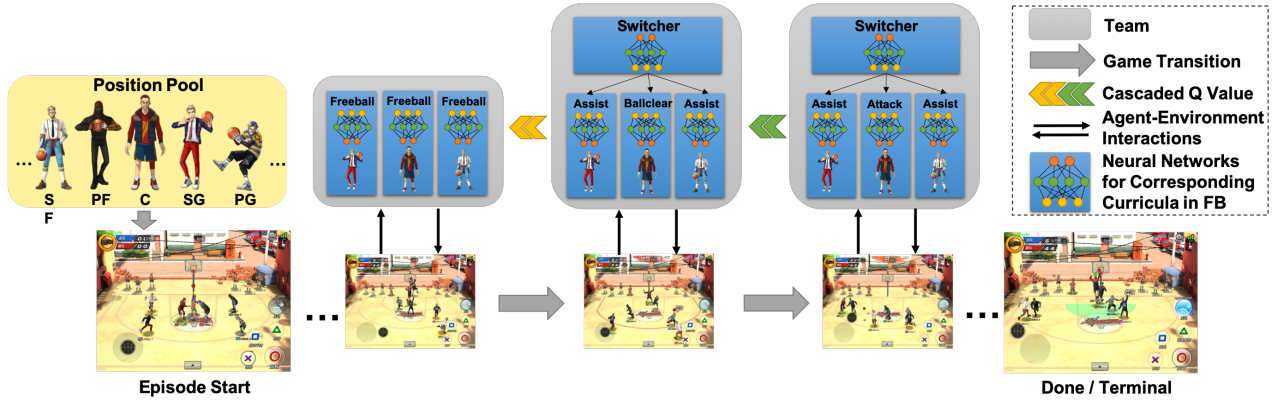 Position Pool
...
...
S
F
PF
C
SG
PG
Episode Start
...
Freeball
Freeball
Freeball
Switcher
Assist
Ballclear
Assist
Switcher
Assist
Attack
Assist
...
Done / Terminal
Team
Game Transition
Cascaded Q Value
Agent-Environment
Interactions
Neural Networks
for Corresponding
Curricula in FB